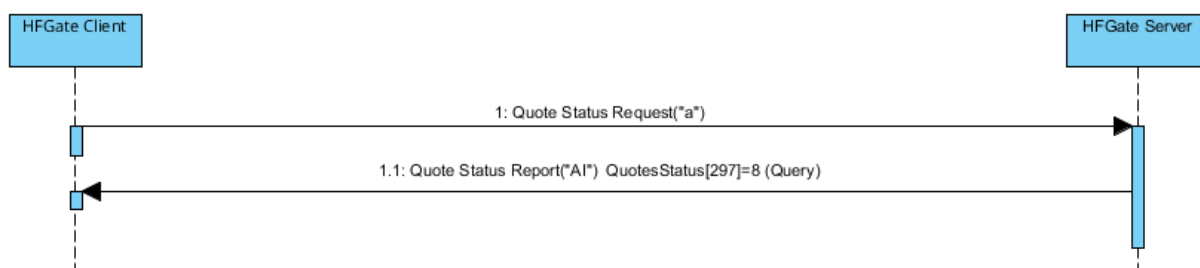 HFGate Client
HFGate Server
1: Quote Status Request("a")
1.1: Quote Status Report("AI") QuotesStatus[297]=8 (Query)